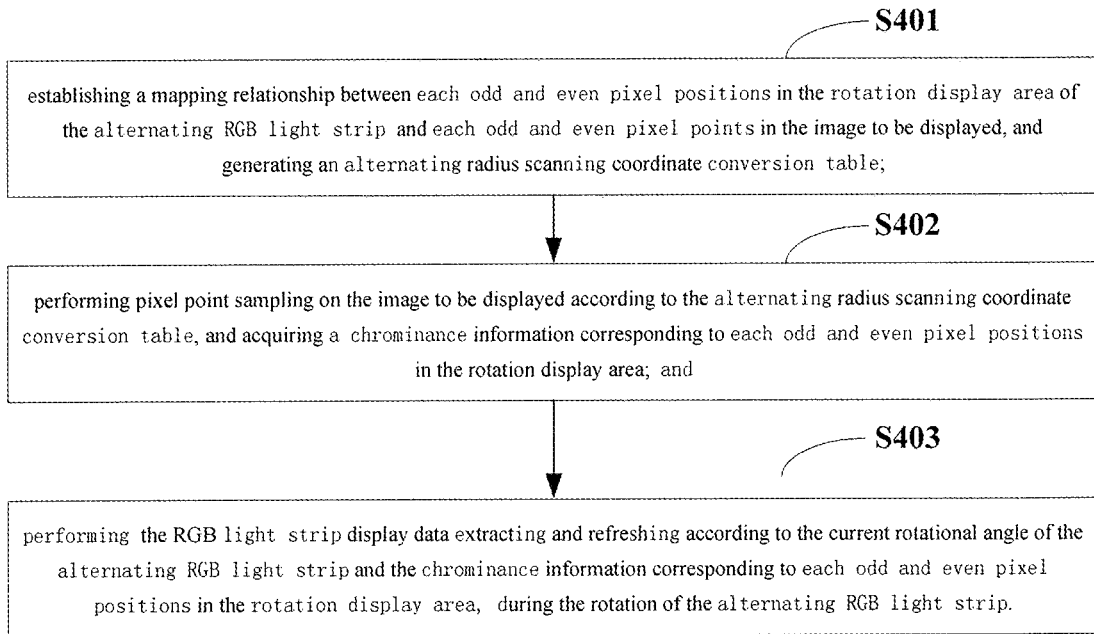 S401
establishing a mapping relationship between each odd and even pixel positions in the rotation display area of
the alternating RGB light strip and each odd and even pixel points in the image to be displayed, and
generating an alternating radius scanning coordinate conversion table;
S402
performing pixel point sampling on the image to be displayed according to the alternating radius scanning coordinate
conversion table, and acquiring a chrominance information corresponding to each odd and even pixel positions
in the rotation display area; and
S403
performing the RGB light strip display data extracting and refreshing according to the current rotational angle of the
alternating RGB light strip and the chrominance information corresponding to each odd and even pixel
positions in the rotation display area, during the rotation of the alternating RGB light strip.